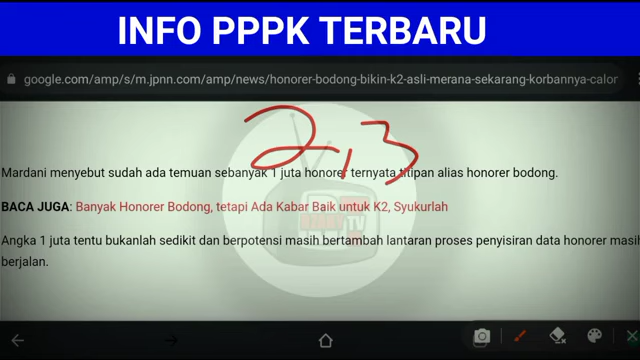 INFO PPPK TERBARU
google.com/amp/s/m.jpnn.com/amp/news/honorer-bodong-bikin-k2-asli-merana-sekarang-korbannya-calor
2,3
Mardani menyebut sudah ada temuan sebanyak 1 juta honorer ternyata titipan alias honorer bodong.
BACA JUGA: Banyak Honorer Bodong, tetapi Ada Kabar Baik untuk K2, Syukurlah
Angka 1 juta tentu bukanlah sedikit dan berpotensi masih bertambah lantaran proses penyisiran data honorer masih
berjalan.